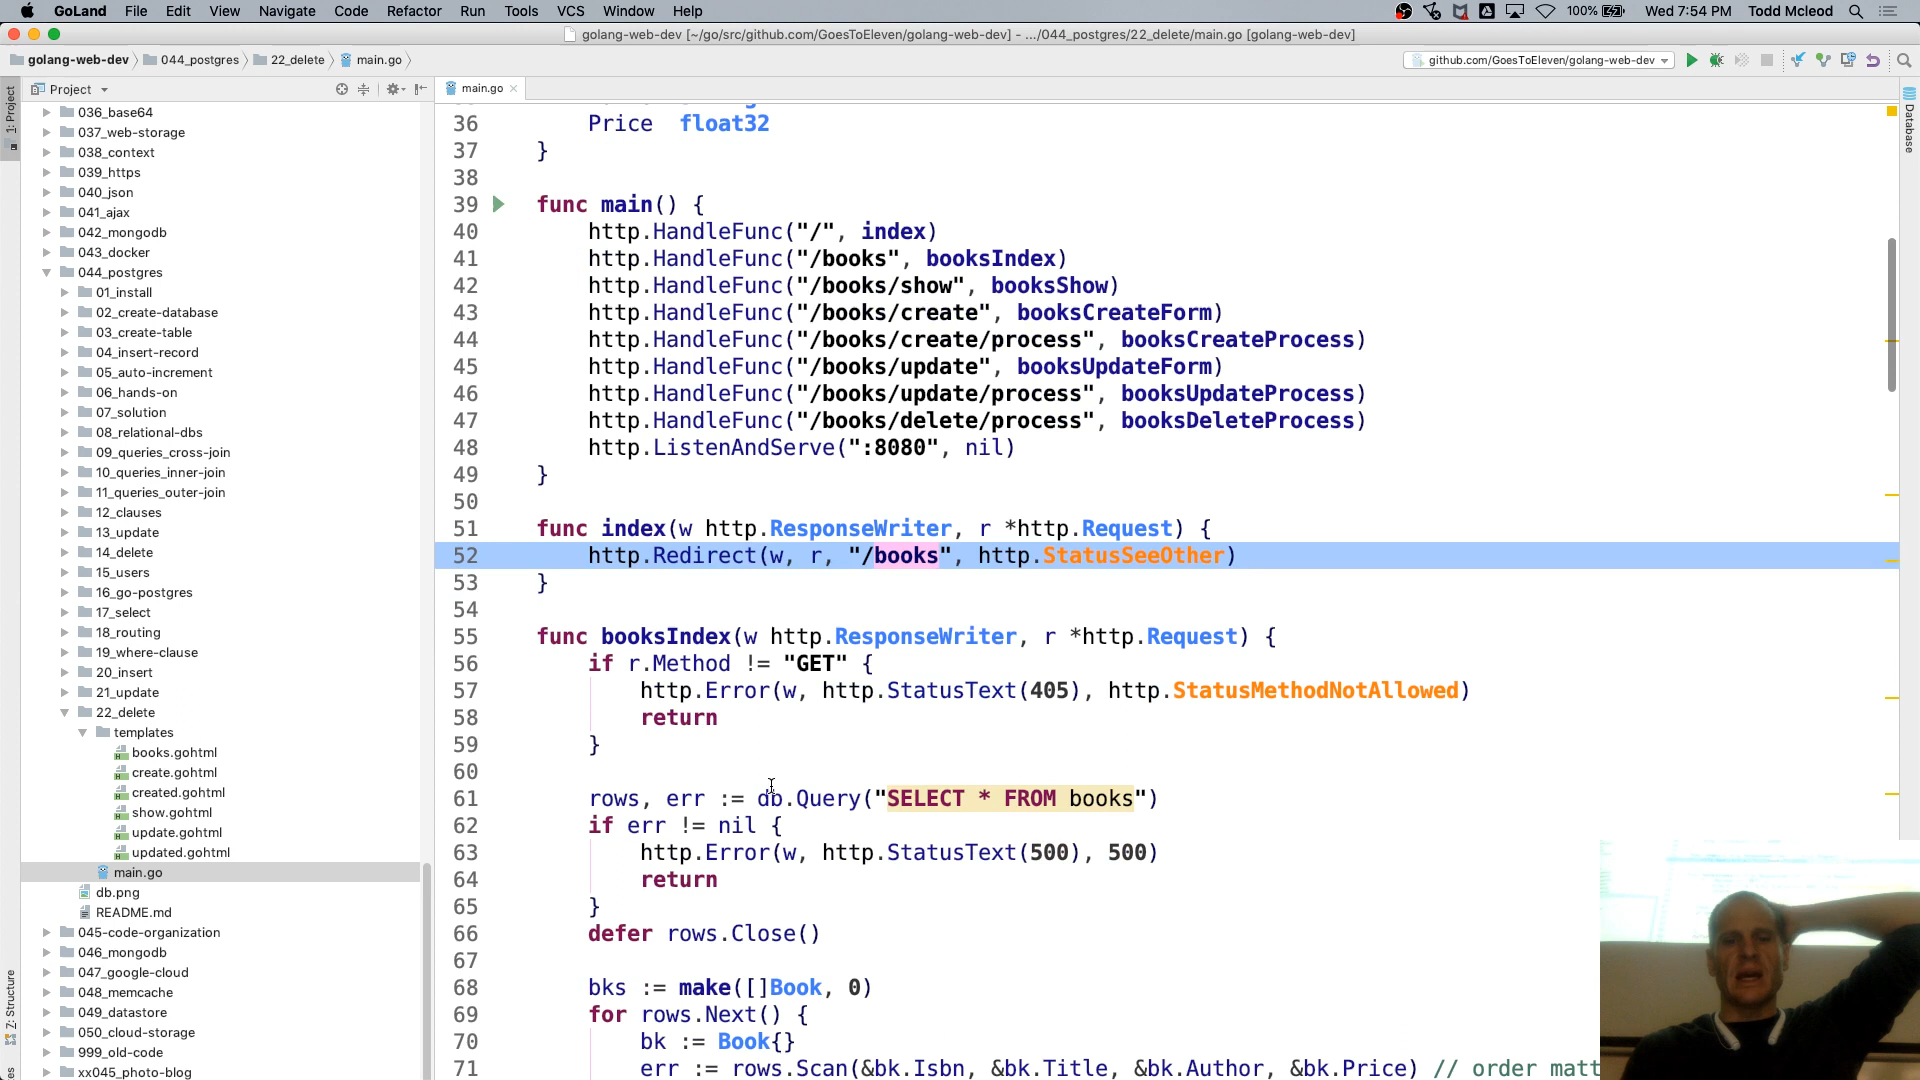 GoLand File Edit View Navigate Code Refactor Run Tools VCS Window Help 100% Wed 7:54 PM Todd Mcleod
golang-web-dev [~/go/src/github.com/GoesToEleven/golang-web-dev] - .../044_postgres/22_delete/main.go [golang-web-dev]
golang-web-dev 044_postgres 22_delete main.go github.com/GoesToEleven/golang-web-dev
Project main.go
1: Project
Database
Z: Structure
036_base64
037_web-storage
038_context
039_https
040_json
041_ajax
042_mongodb
043_docker
044_postgres
01_install
02_create-database
03_create-table
04_insert-record
05_auto-increment
06_hands-on
07_solution
08_relational-dbs
09_queries_cross-join
10_queries_inner-join
11_queries_outer-join
12_clauses
13_update
14_delete
15_users
16_go-postgres
17_select
18_routing
19_where-clause
20_insert
21_update
22_delete
templates
books.gohtml
create.gohtml
created.gohtml
show.gohtml
update.gohtml
updated.gohtml
main.go
db.png
README.md
045-code-organization
046_mongodb
047_google-cloud
048_memcache
049_datastore
050_cloud-storage
999_old-code
xx045_photo-blog
36 Price float32
37 }
38
39 func main() {
40 http.HandleFunc("/", index)
41 http.HandleFunc("/books", booksIndex)
42 http.HandleFunc("/books/show", booksShow)
43 http.HandleFunc("/books/create", booksCreateForm)
44 http.HandleFunc("/books/create/process", booksCreateProcess)
45 http.HandleFunc("/books/update", booksUpdateForm)
46 http.HandleFunc("/books/update/process", booksUpdateProcess)
47 http.HandleFunc("/books/delete/process", booksDeleteProcess)
48 http.ListenAndServe(":8080", nil)
49 }
50
51 func index(w http.ResponseWriter, r *http.Request) {
52 http.Redirect(w, r, "/books", http.StatusSeeOther)
53 }
54
55 func booksIndex(w http.ResponseWriter, r *http.Request) {
56 if r.Method != "GET" {
57 http.Error(w, http.StatusText(405), http.StatusMethodNotAllowed)
58 return
59 }
60
61 rows, err := db.Query("SELECT * FROM books")
62 if err != nil {
63 http.Error(w, http.StatusText(500), 500)
64 return
65 }
66 defer rows.Close()
67
68 bks := make([]Book, 0)
69 for rows.Next() {
70 bk := Book{}
71 err := rows.Scan(&bk.Isbn, &bk.Title, &bk.Author, &bk.Price) // order matt